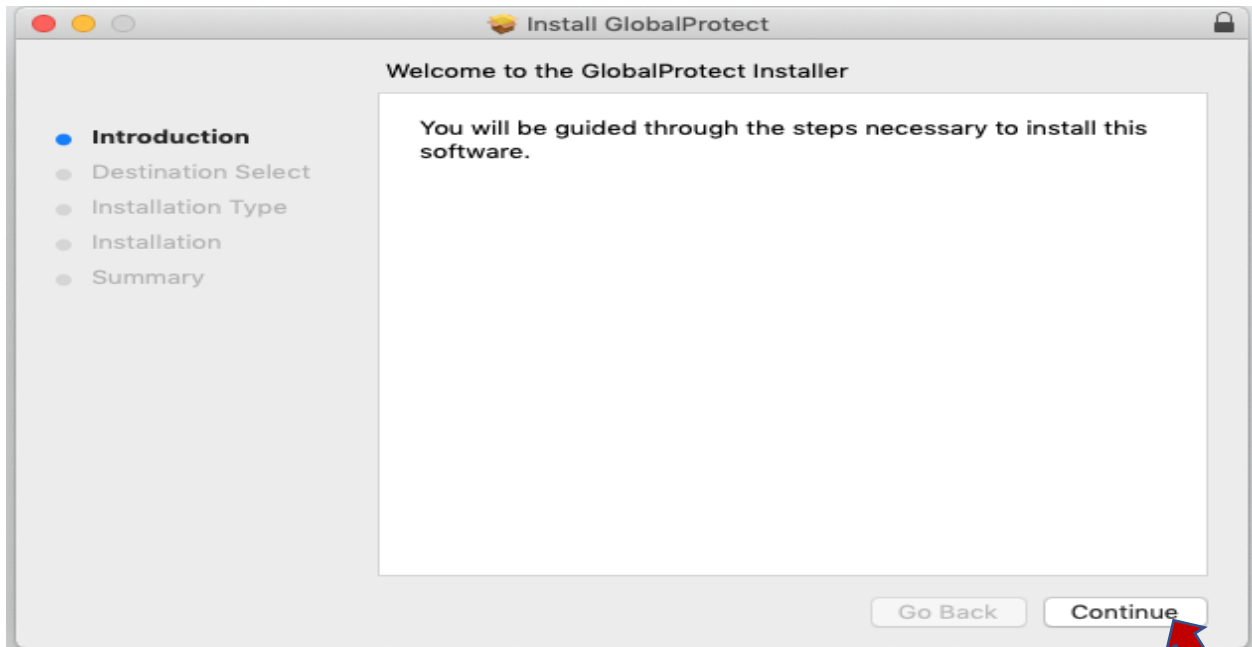 Install GlobalProtect
Welcome to the GlobalProtect Installer
Introduction
Destination Select
Installation Type
Installation
Summary
You will be guided through the steps necessary to install this
software.
Go Back
Continue